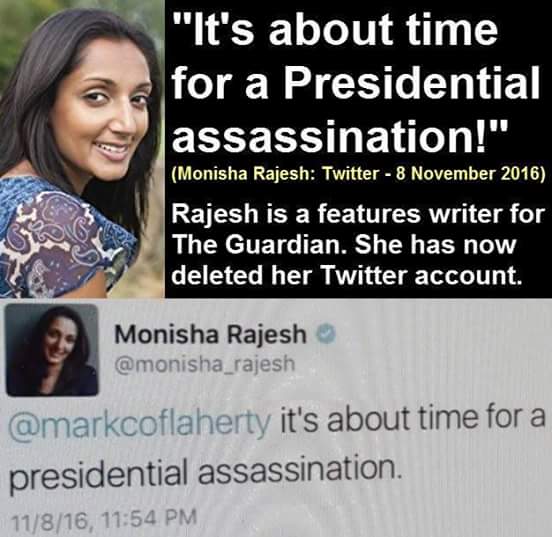 "It's about time
for a Presidential
assassination!"
(Monisha Rajesh: Twitter - 8 November 2016)
Rajesh is a features writer for
The Guardian. She has now
deleted her Twitter account.
Monisha Rajesh
@monisha_rajesh
@markcoflaherty it's about time for a
presidential assassination.
11/8/16, 11:54 PM